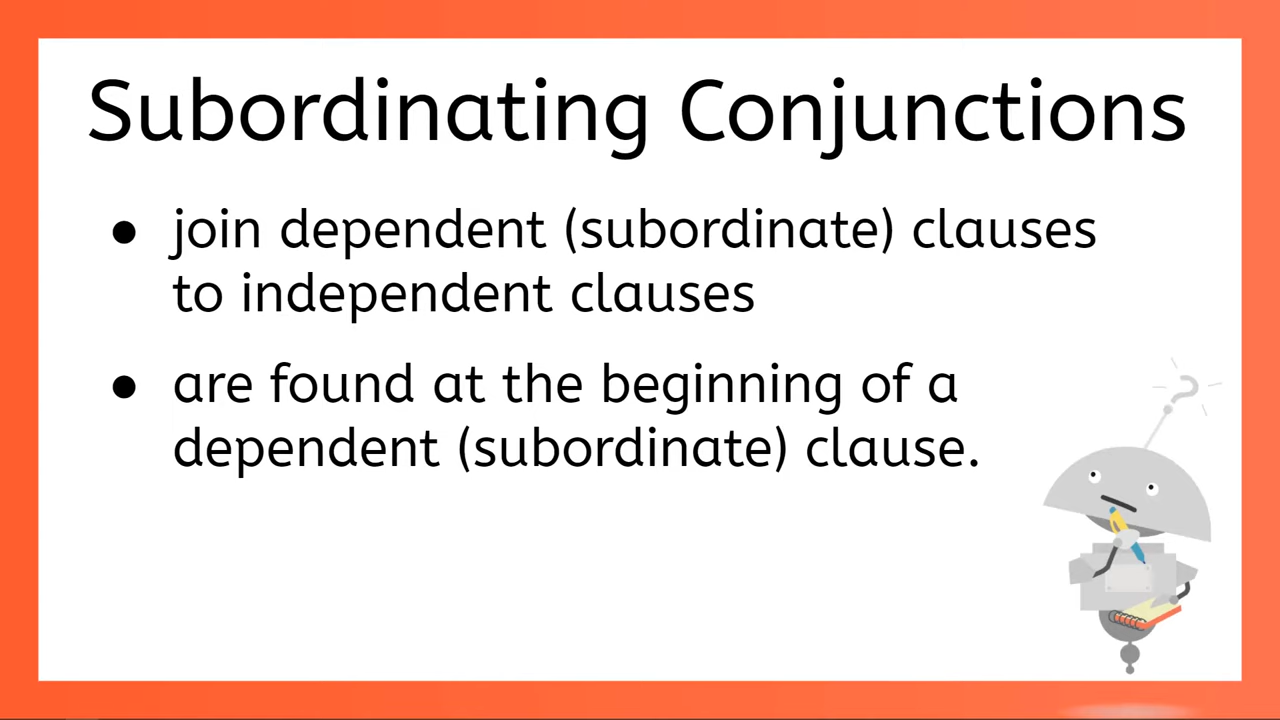 Subordinating Conjunctions
● join dependent (subordinate) clauses
to independent clauses
● are found at the beginning of a
dependent (subordinate) clause.